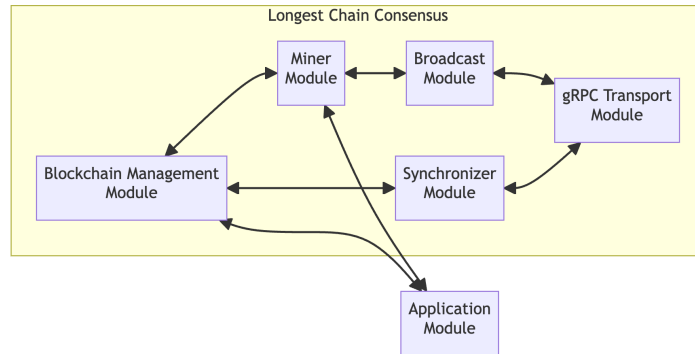 Longest Chain Consensus
Miner
Module
Broadcast
Module
gRPC Transport
Module
Blockchain Management
Module
Synchronizer
Module
Application
Module